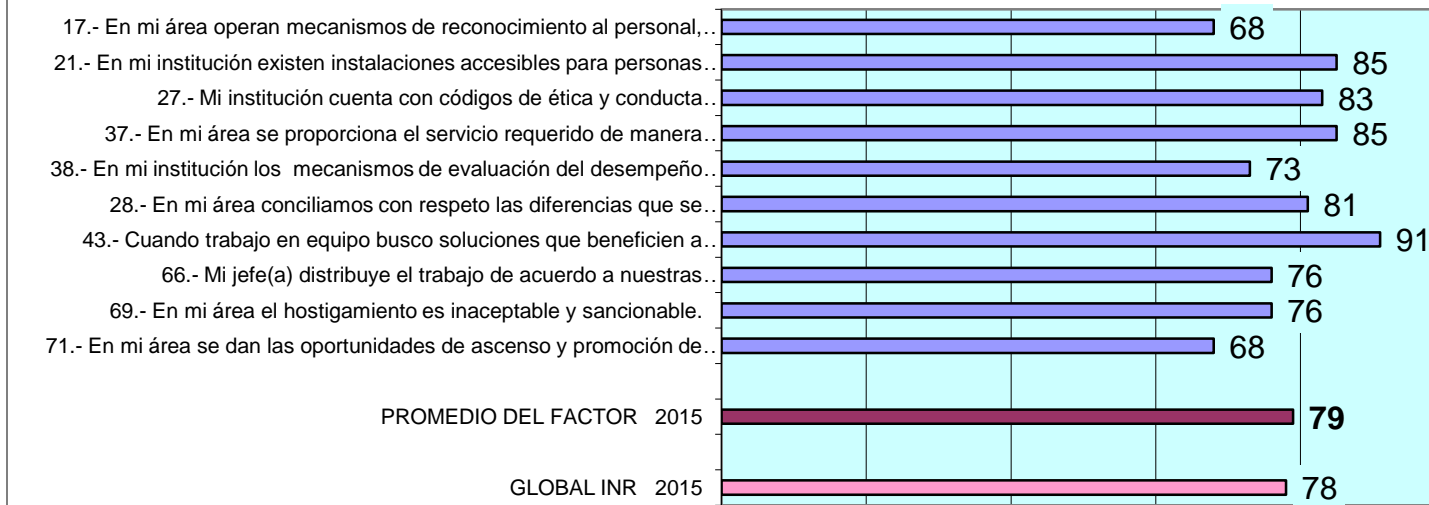 17.- En mi área operan mecanismos de reconocimiento al personal,.. 68
21.- En mi institución existen instalaciones accesibles para personas.. 85
27.- Mi institución cuenta con códigos de ética y conducta.. 83
37.- En mi área se proporciona el servicio requerido de manera.. 85
38.- En mi institución los  mecanismos de evaluación del desempeño.. 73
28.- En mi área conciliamos con respeto las diferencias que se.. 81
43.- Cuando trabajo en equipo busco soluciones que beneficien a.. 91
66.- Mi jefe(a) distribuye el trabajo de acuerdo a nuestras.. 76
69.- En mi área el hostigamiento es inaceptable y sancionable. 76
71.- En mi área se dan las oportunidades de ascenso y promoción de.. 68
PROMEDIO DEL FACTOR   2015 79
GLOBAL INR   2015 78